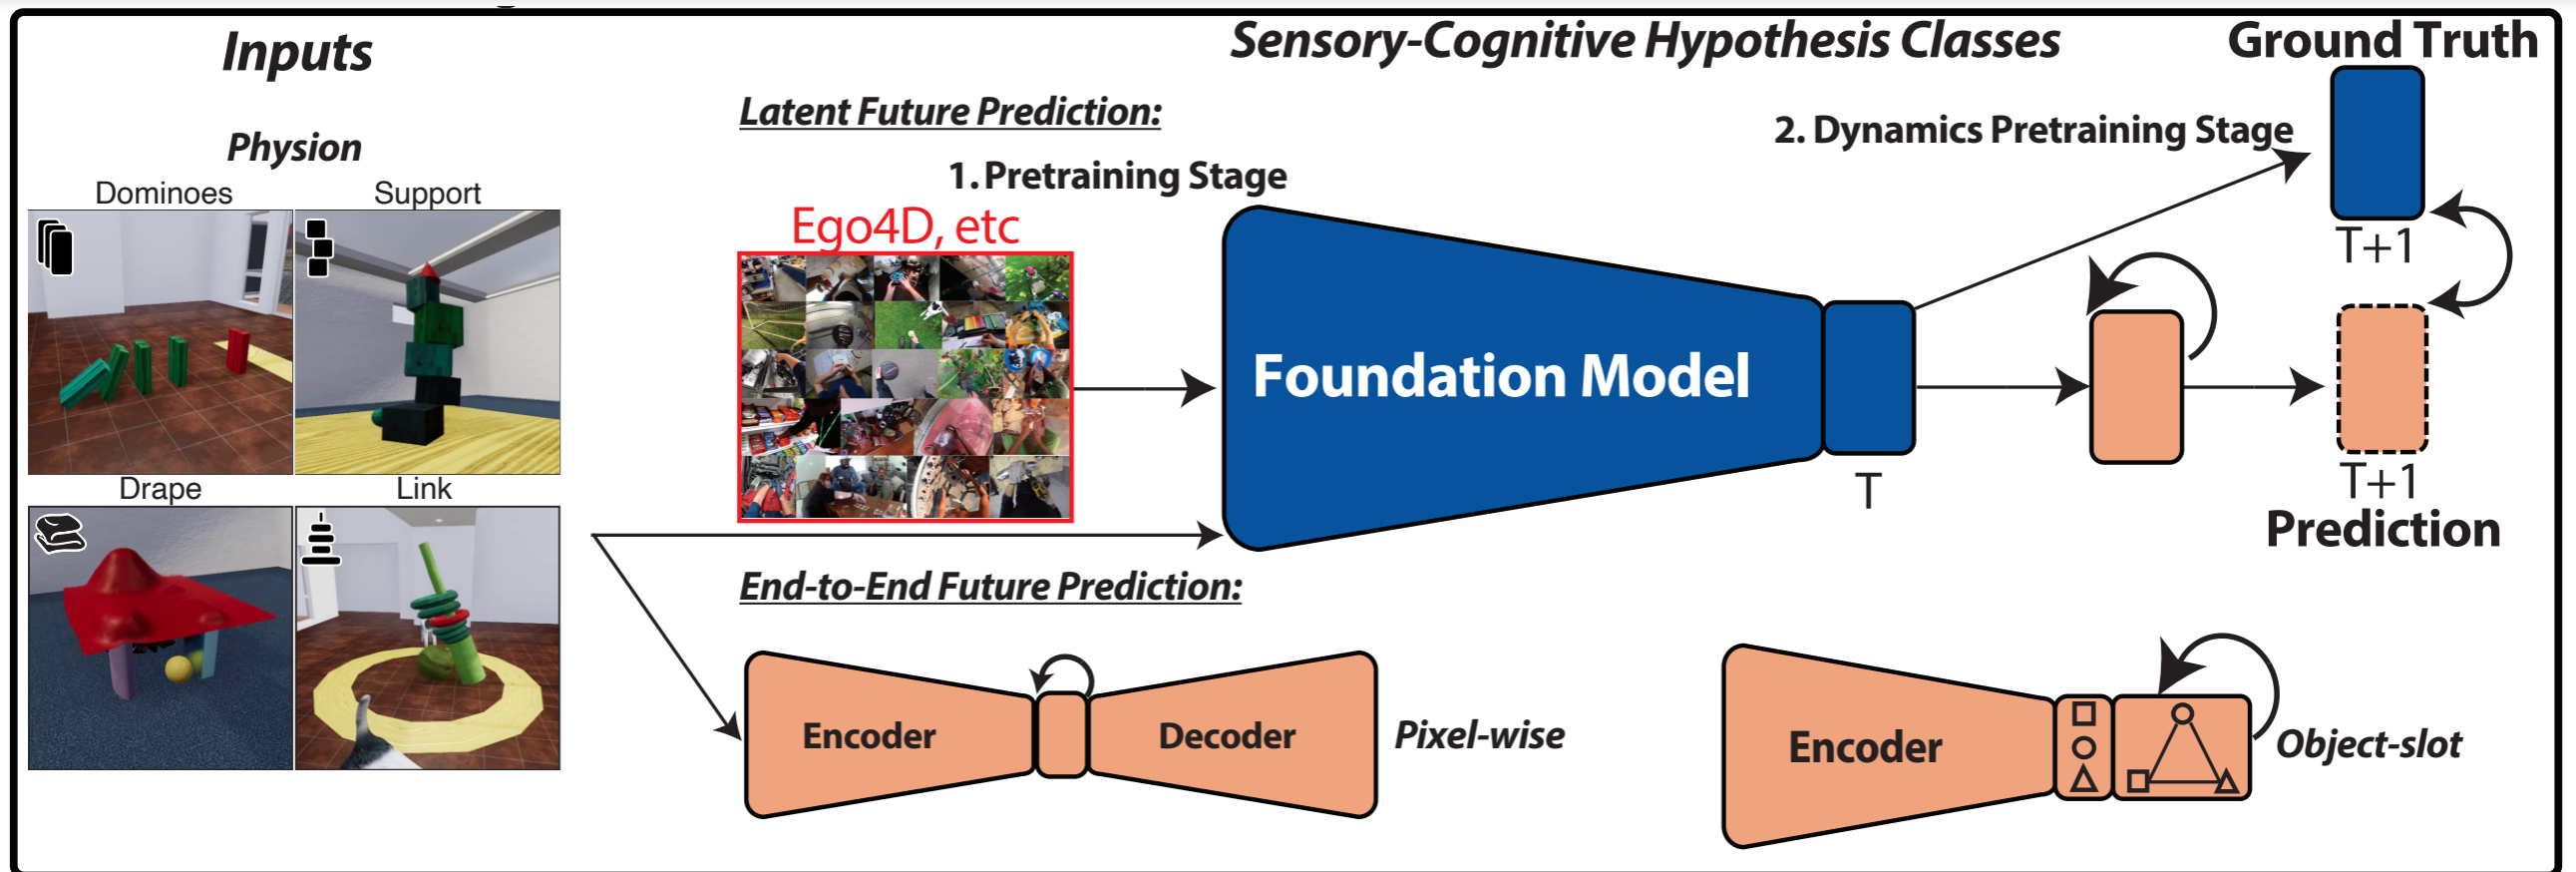 Inputs
Sensory-Cognitive Hypothesis Classes
Ground Truth
Physion
Dominoes
Support
Drape
Link
Latent Future Prediction:
1. Pretraining Stage
Ego4D, etc
Foundation Model
T
2. Dynamics Pretraining Stage
T+1
T+1
Prediction
End-to-End Future Prediction:
Encoder
Decoder
Pixel-wise
Encoder
Object-slot